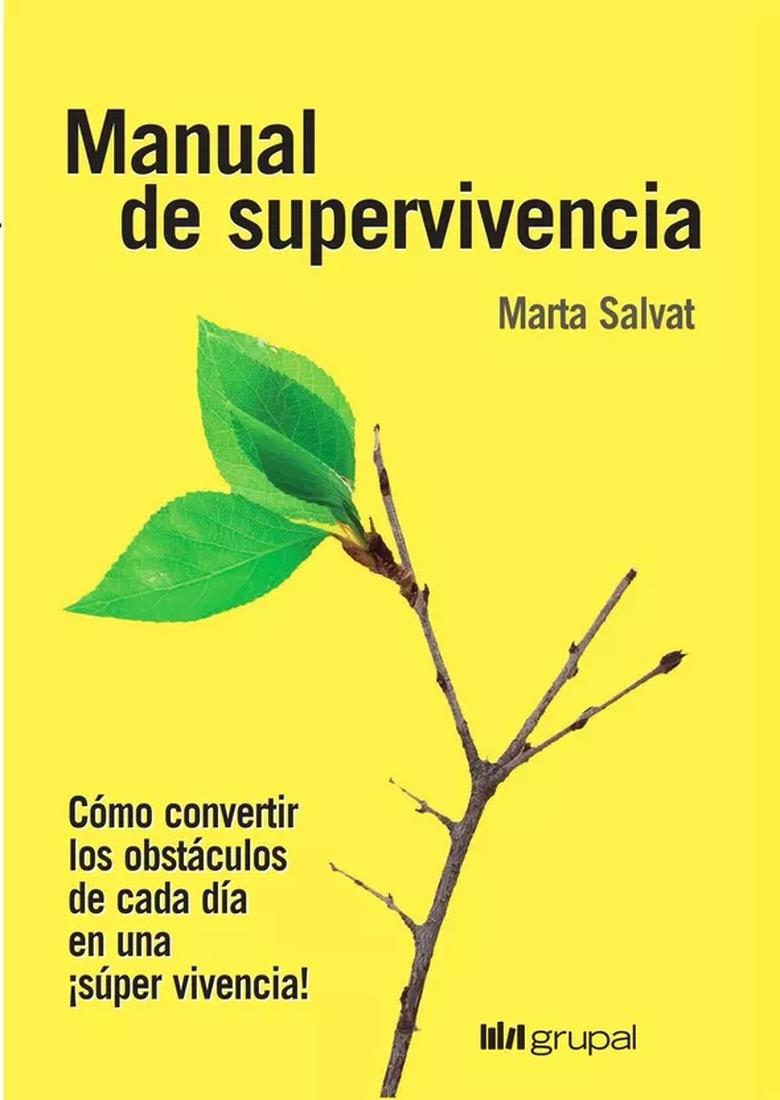 Manual
de supervivencia
Marta Salvat
Cómo convertir
los obstáculos
de cada día
en una
¡súper vivencia!
grupal